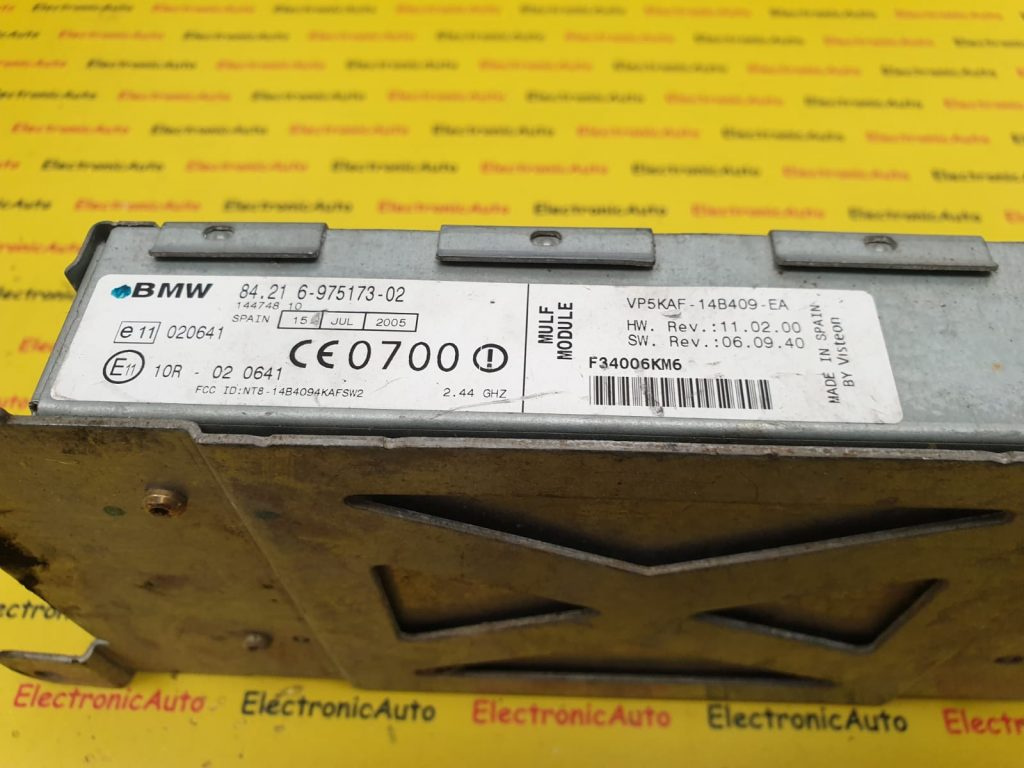 BMW 84.21 6-975173-02
144748 10
SPAIN 15 JUL 2005
e11 020641
CE0700
E11 10R - 02 0641
FCC ID:NT8-14B4094KAFSW2 2.44 GHZ
MULF
MODULE
VP5KAF-14B409-EA
HW. Rev.:11.02.00
SW. Rev.:06.09.40
F34006KM6
MADE IN SPAIN
BY Visteon
ElectronicAuto ElectronicAuto ElectronicAuto ElectronicAuto